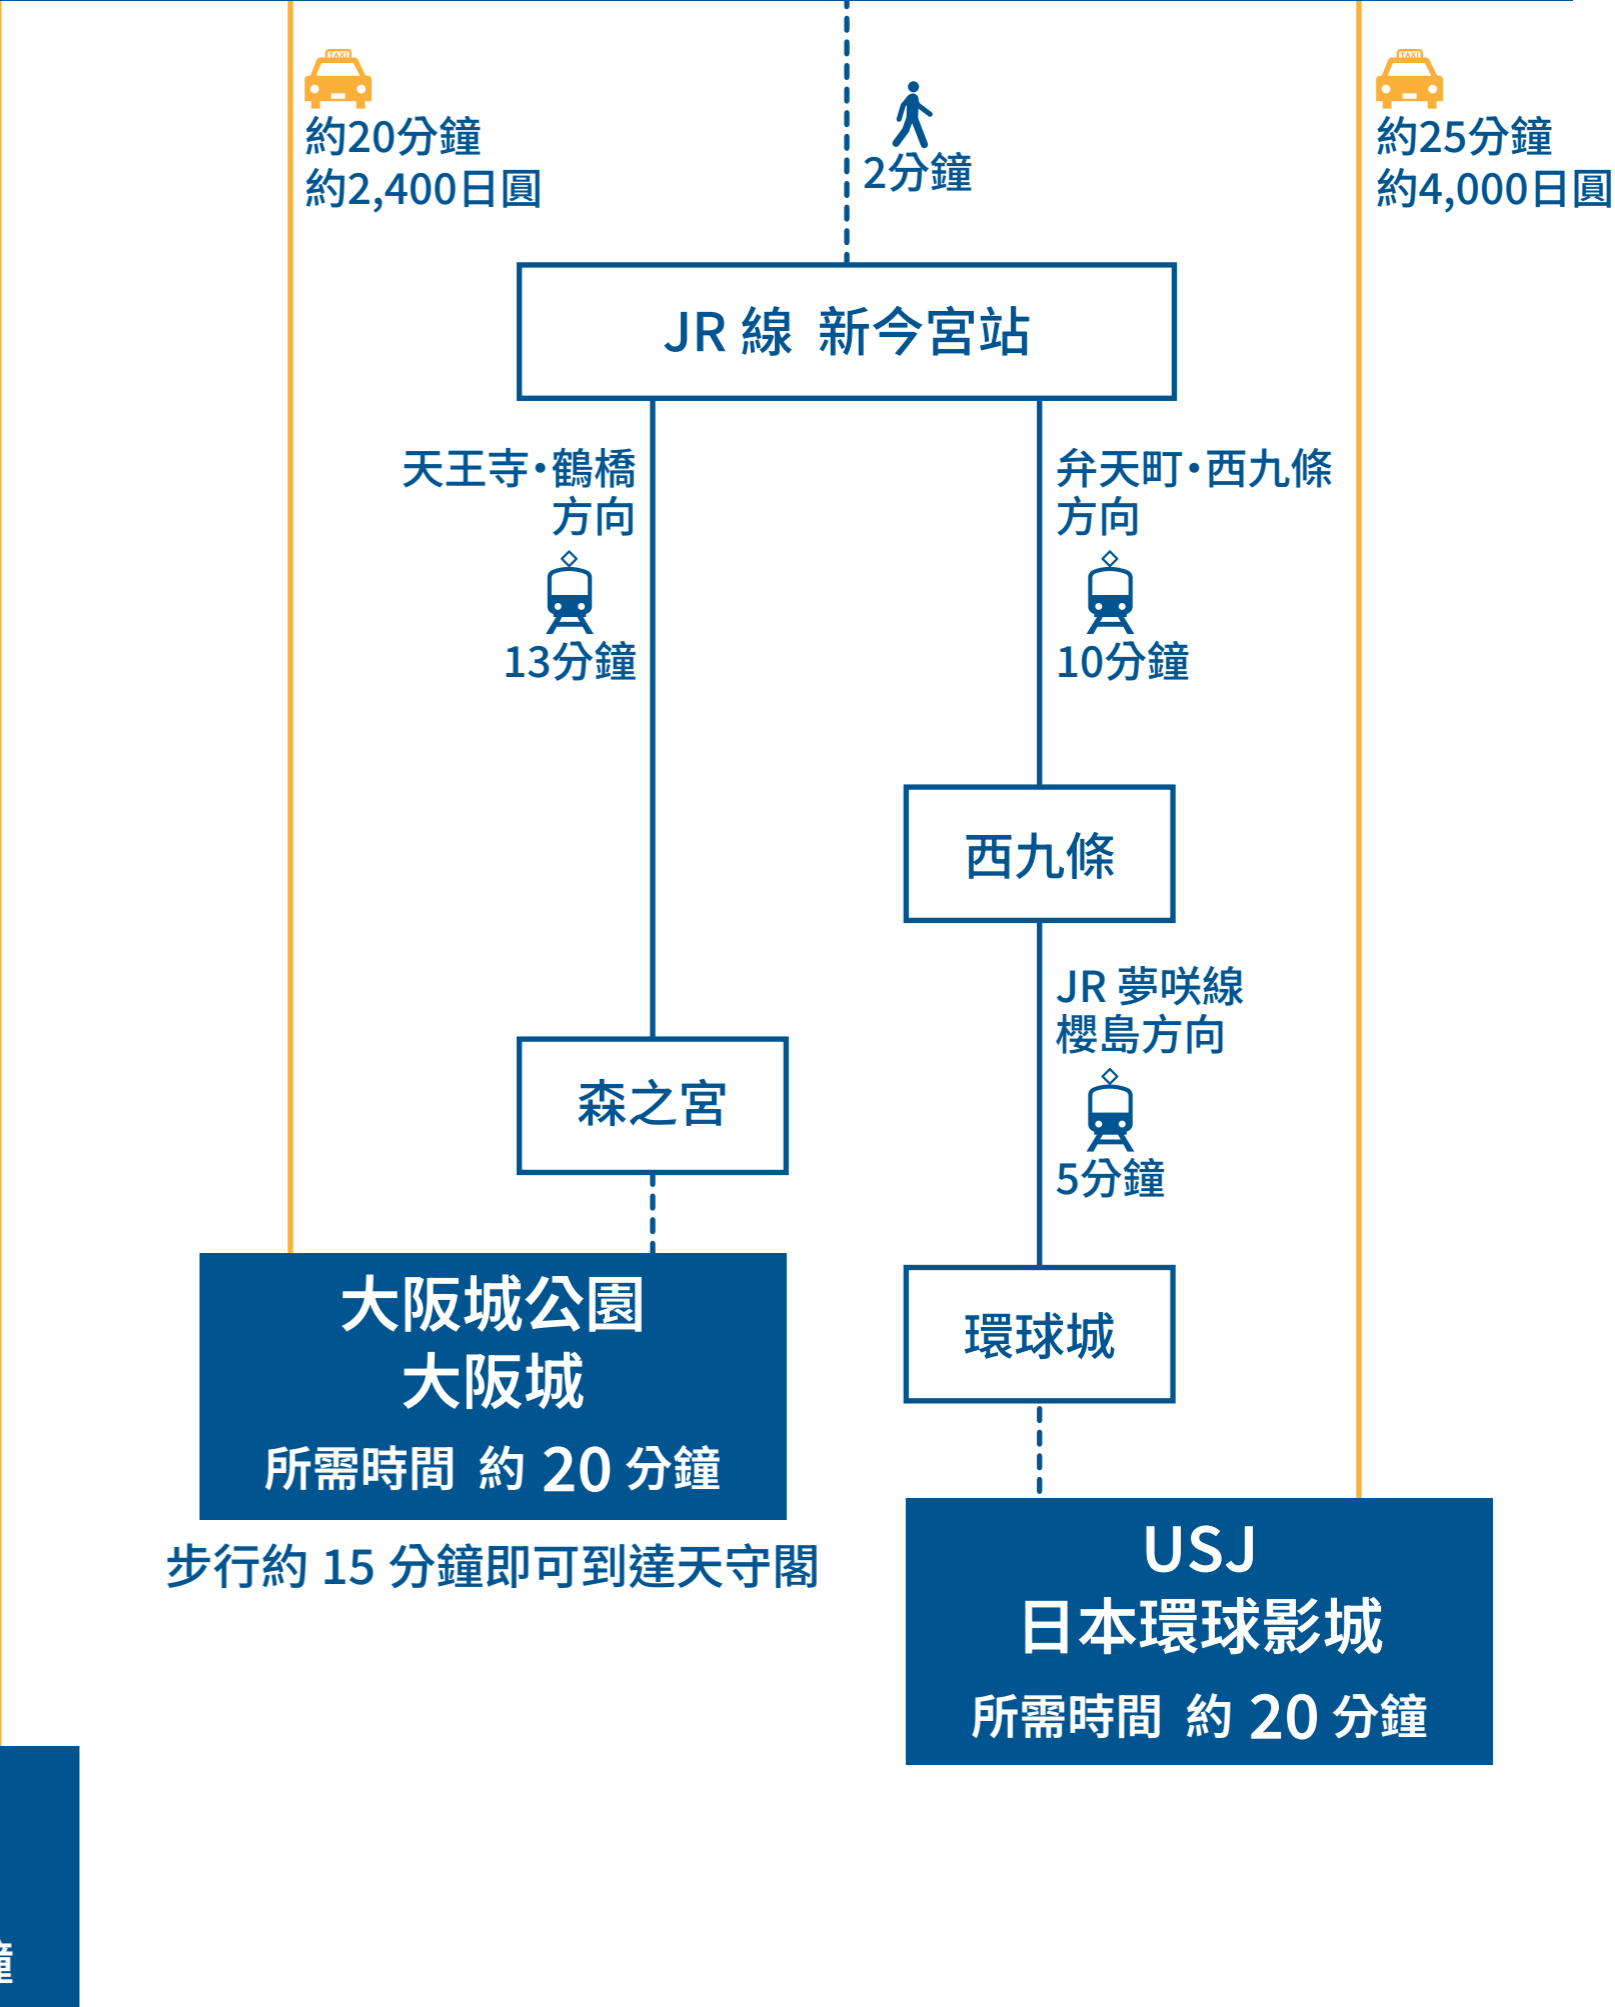 TAXI
約20分鐘
約2,400日圓
2分鐘
TAXI
約25分鐘
約4,000日圓
JR 線 新今宮站
天王寺・鶴橋
方向
13分鐘
弁天町・西九條
方向
10分鐘
西九條
JR 夢咲線
櫻島方向
5分鐘
森之宮
大阪城公園
大阪城
所需時間 約 20 分鐘
步行約 15 分鐘即可到達天守閣
環球城
USJ
日本環球影城
所需時間 約 20 分鐘
鐘